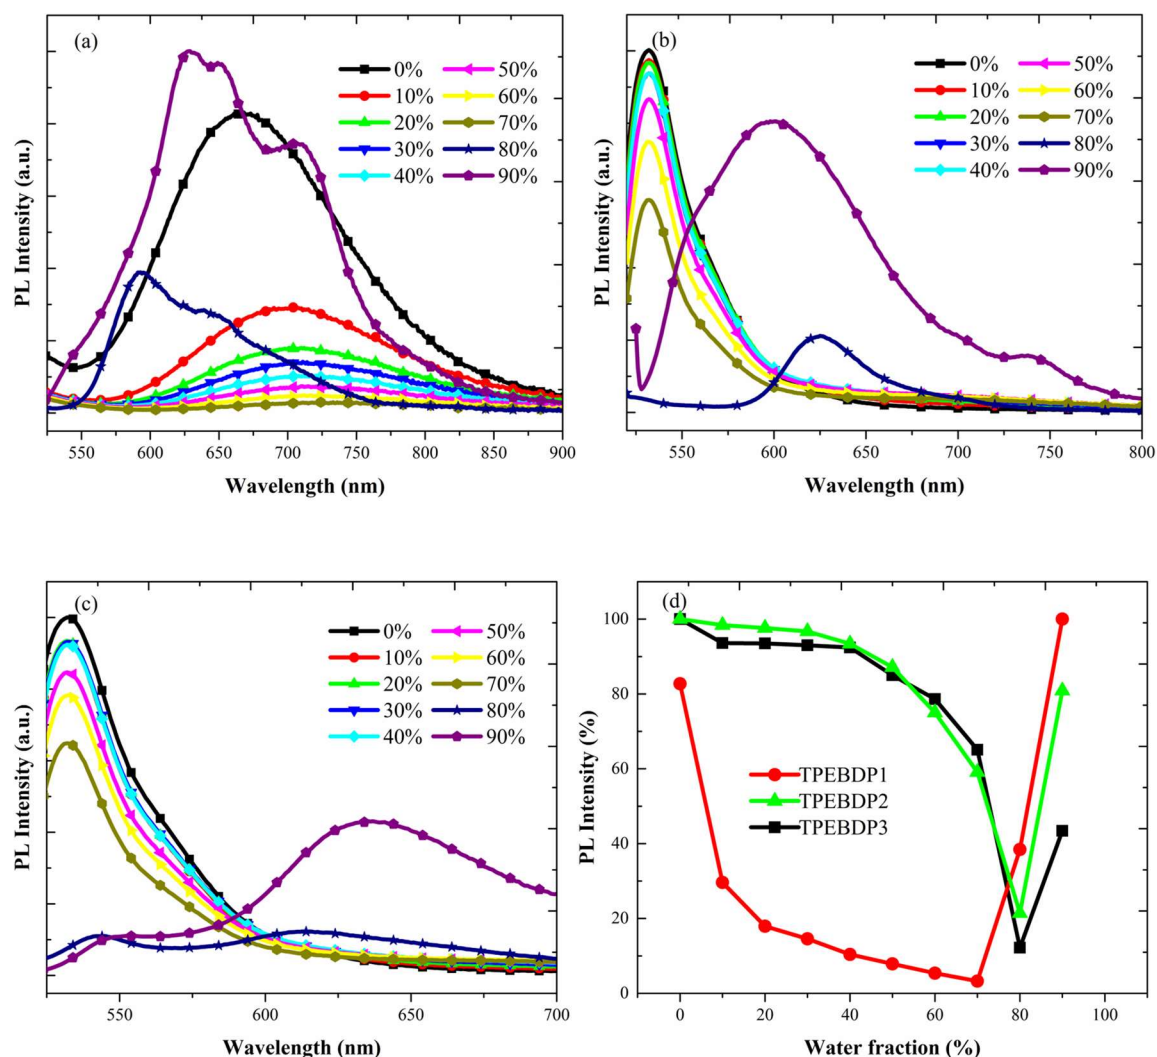 (a)
0% 50%
10% 60%
20% 70%
30% 80%
40% 90%
PL Intensity (a.u.)
550 600 650 700 750 800 850 900
Wavelength (nm)
(b)
0% 50%
10% 60%
20% 70%
30% 80%
40% 90%
PL Intensity (a.u.)
550 600 650 700 750 800
Wavelength (nm)
(c)
0% 50%
10% 60%
20% 70%
30% 80%
40% 90%
PL Intensity (a.u.)
550 600 650 700
Wavelength (nm)
(d)
100
80
60
40
20
0
PL Intensity (%)
TPEBDP1
TPEBDP2
TPEBDP3
0 20 40 60 80 100
Water fraction (%)